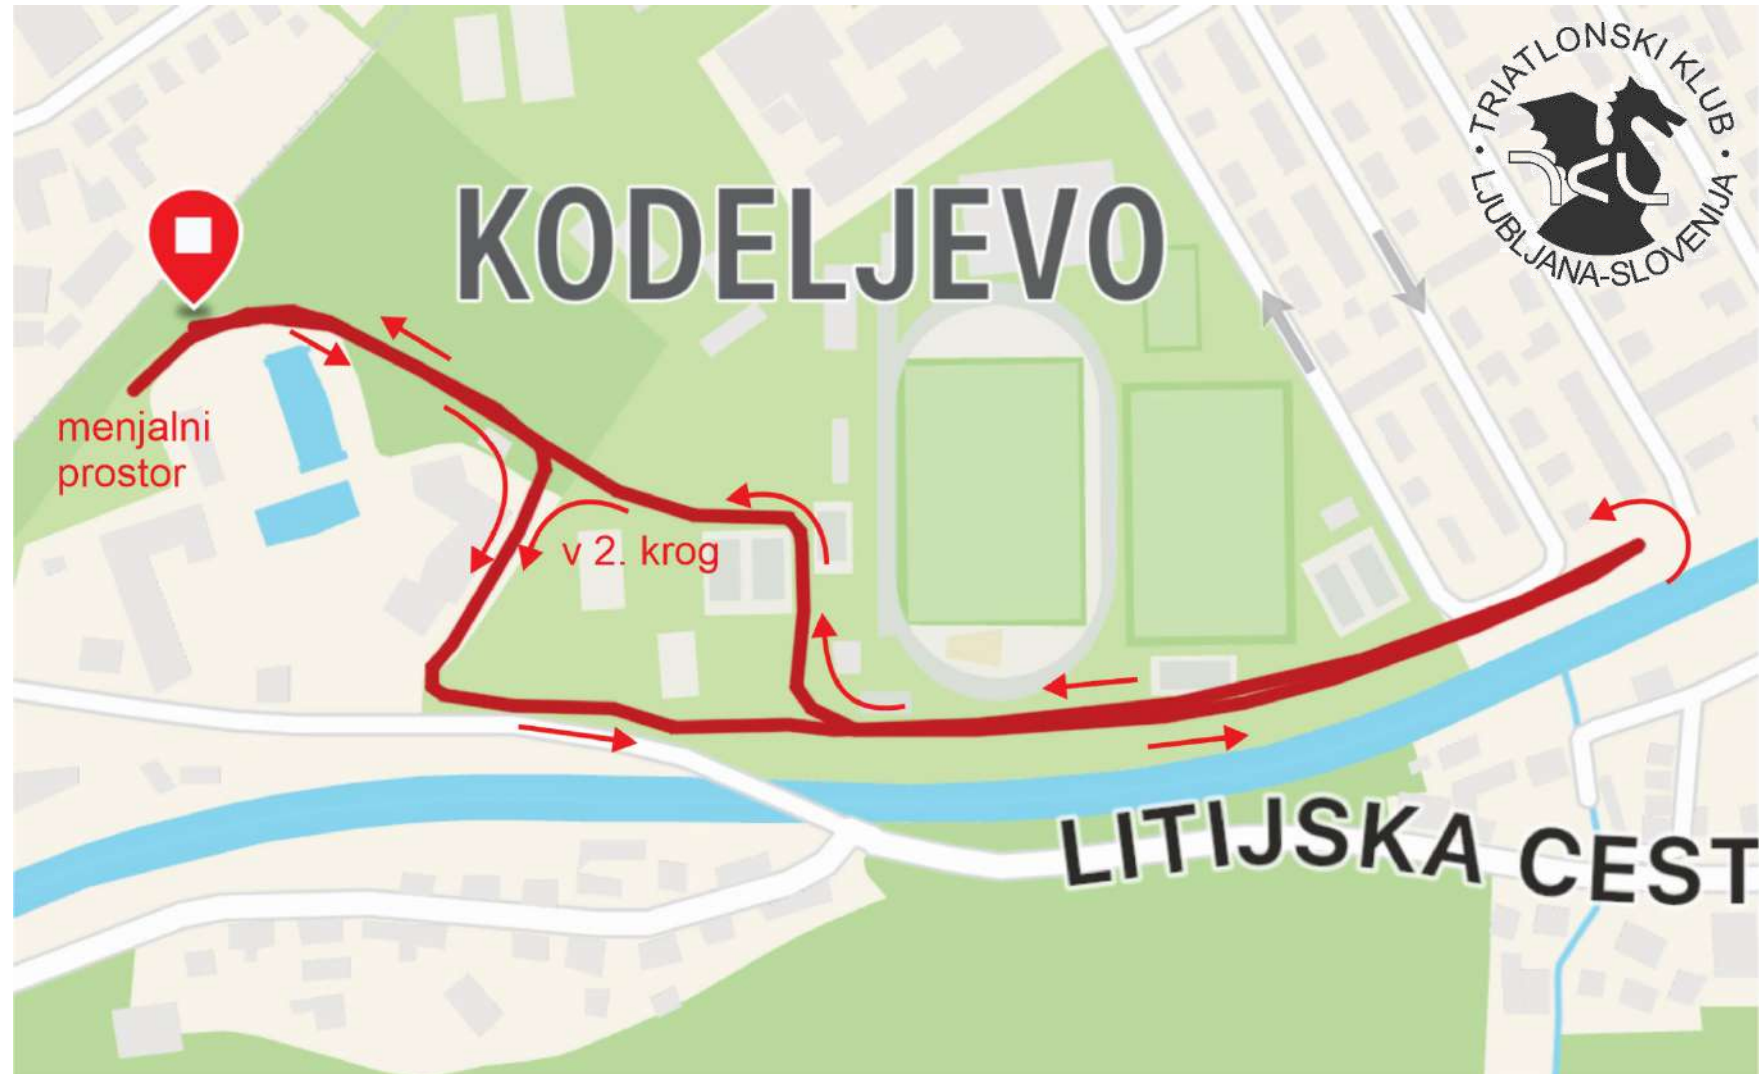 TRIATLONSKI KLUB
LJUBLJANA-SLOVENIJA
KODELJEVO
menjalni
prostor
v 2. krog
LITIJSKA CEST